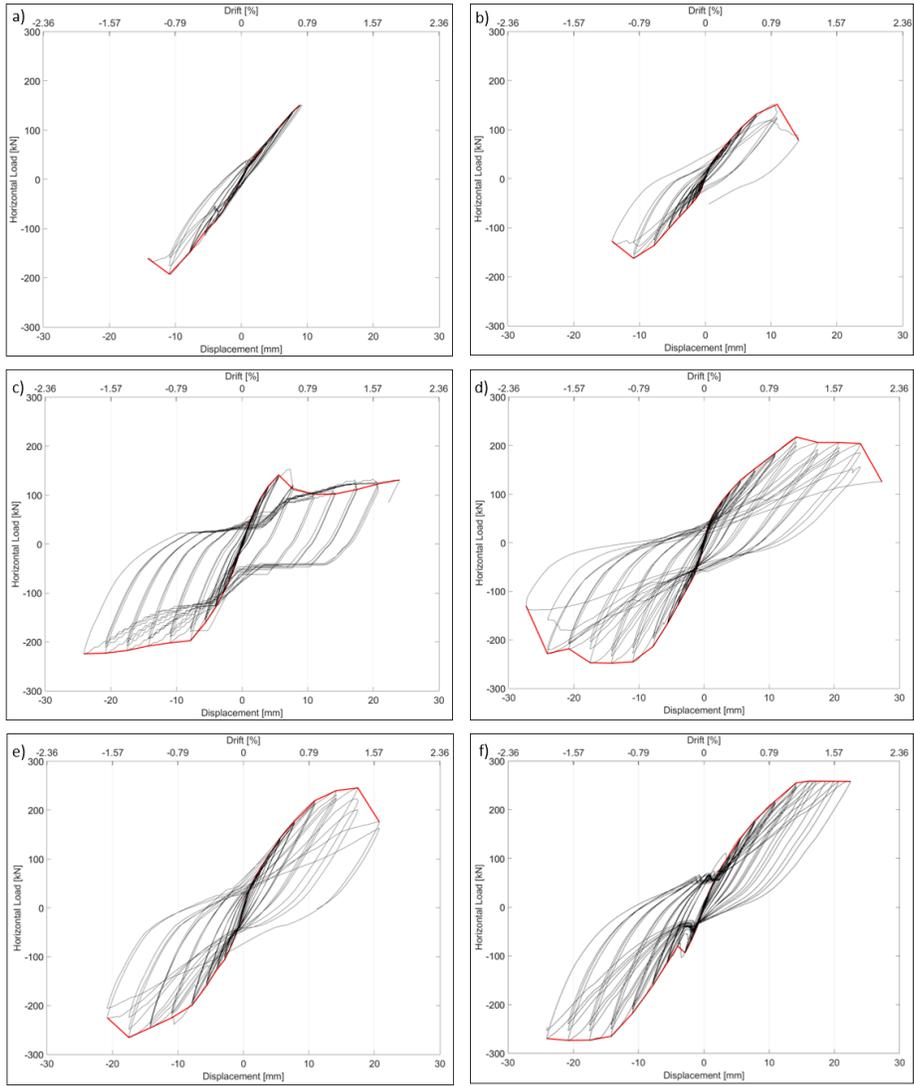 a)
Drift [%]
-2.36 -1.57 -0.79 0 0.79 1.57 2.36
300
200
100
0
-100
-200
-300
Horizontal Load [kN]
-30 -20 -10 0 10 20 30
Displacement [mm]
b)
Drift [%]
-2.36 -1.57 -0.79 0 0.79 1.57 2.36
300
200
100
0
-100
-200
-300
Horizontal Load [kN]
-30 -20 -10 0 10 20 30
Displacement [mm]
c)
Drift [%]
-2.36 -1.57 -0.79 0 0.79 1.57 2.36
300
200
100
0
-100
-200
-300
Horizontal Load [kN]
-30 -20 -10 0 10 20 30
Displacement [mm]
d)
Drift [%]
-2.36 -1.57 -0.79 0 0.79 1.57 2.36
300
200
100
0
-100
-200
-300
Horizontal Load [kN]
-30 -20 -10 0 10 20 30
Displacement [mm]
e)
Drift [%]
-2.36 -1.57 -0.79 0 0.79 1.57 2.36
300
200
100
0
-100
-200
-300
Horizontal Load [kN]
-30 -20 -10 0 10 20 30
Displacement [mm]
f)
Drift [%]
-2.36 -1.57 -0.79 0 0.79 1.57 2.36
300
200
100
0
-100
-200
-300
Horizontal Load [kN]
-30 -20 -10 0 10 20 30
Displacement [mm]